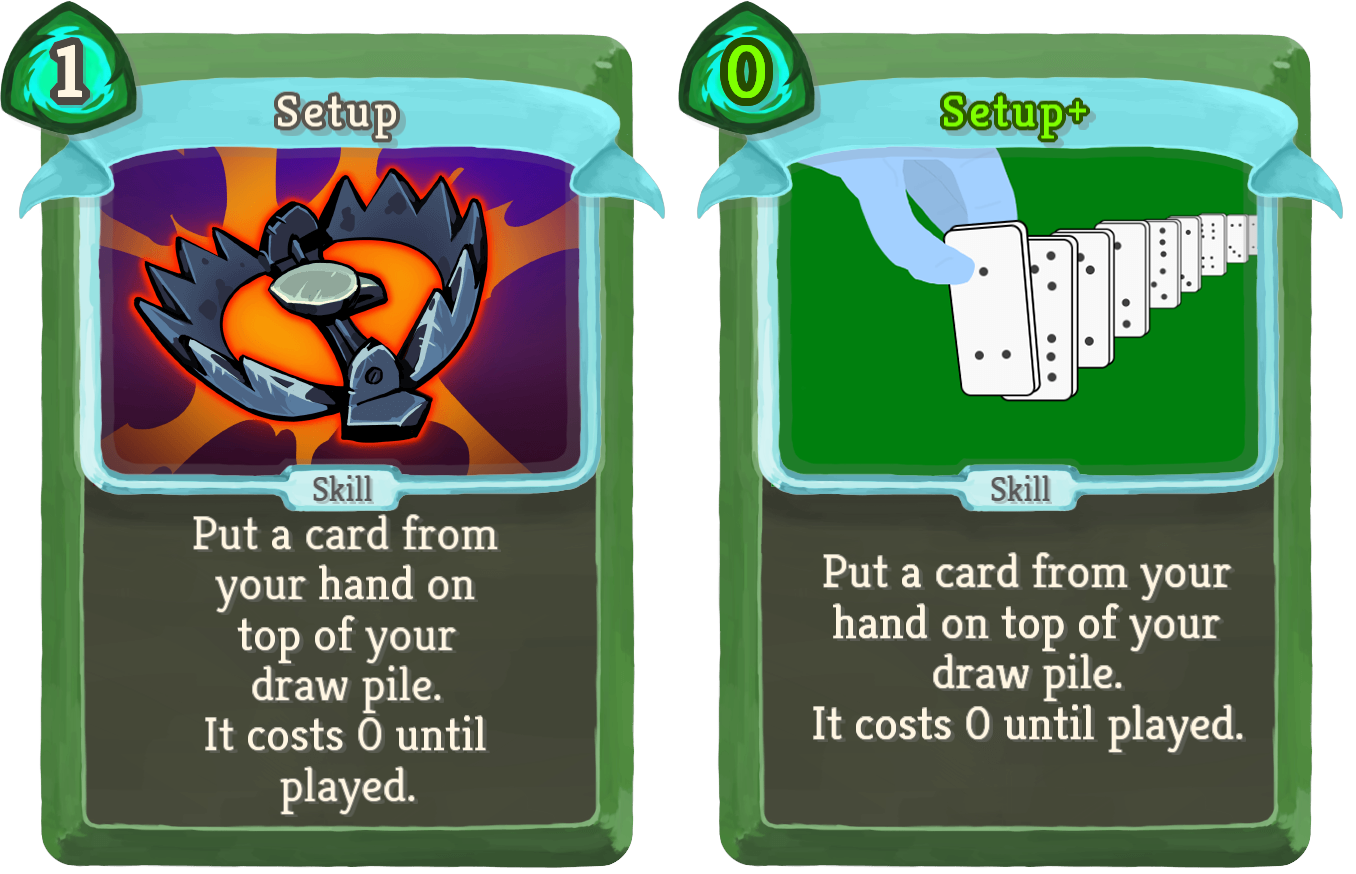 1
Setup
Skill
Put a card from
your hand on
top of your
draw pile.
It costs 0 until
played.
0
Setup+
Skill
Put a card from your
hand on top of your
draw pile.
It costs 0 until played.